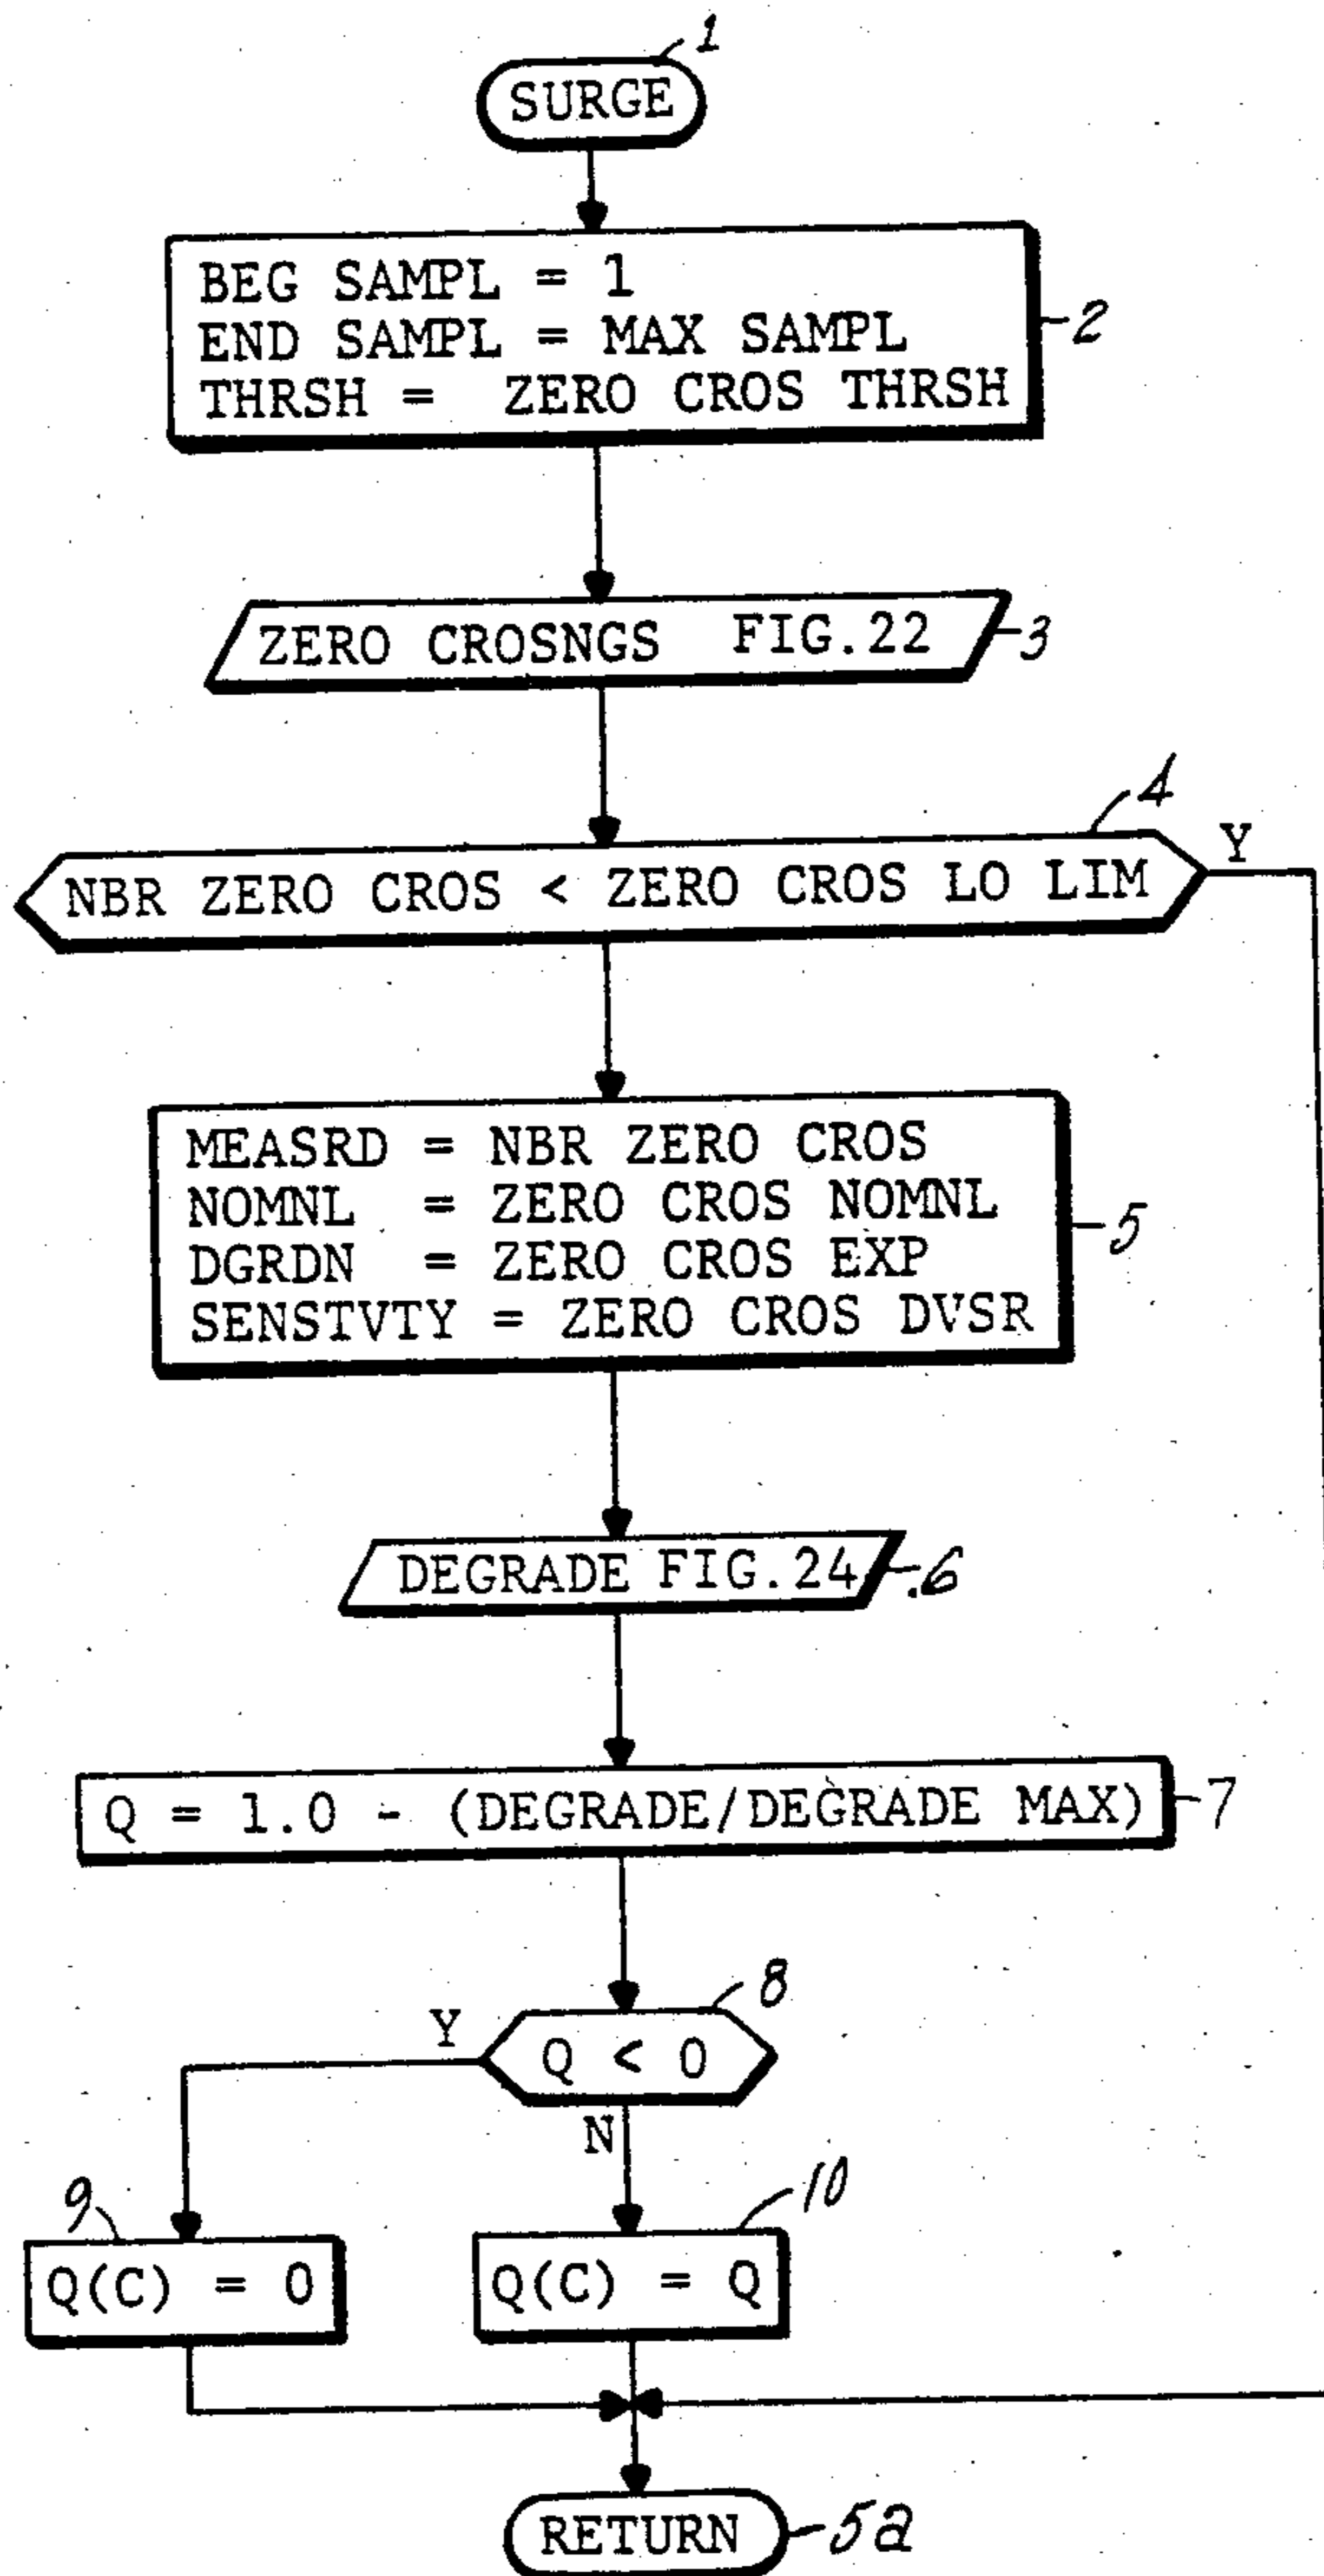 1
SURGE
BEG SAMPL = 1
END SAMPL = MAX SAMPL
THRSH = ZERO CROS THRSH
2
ZERO CROSNGS FIG.22
3
4
NBR ZERO CROS < ZERO CROS LO LIM
Y
MEASRD = NBR ZERO CROS
NOMNL = ZERO CROS NOMNL
DGRDN = ZERO CROS EXP
SENSTVTY = ZERO CROS DVSR
5
DEGRADE FIG.24
6
Q = 1.0 - (DEGRADE/DEGRADE MAX)
7
8
Y
Q < 0
N
9
Q(C) = 0
10
Q(C) = Q
RETURN
5a